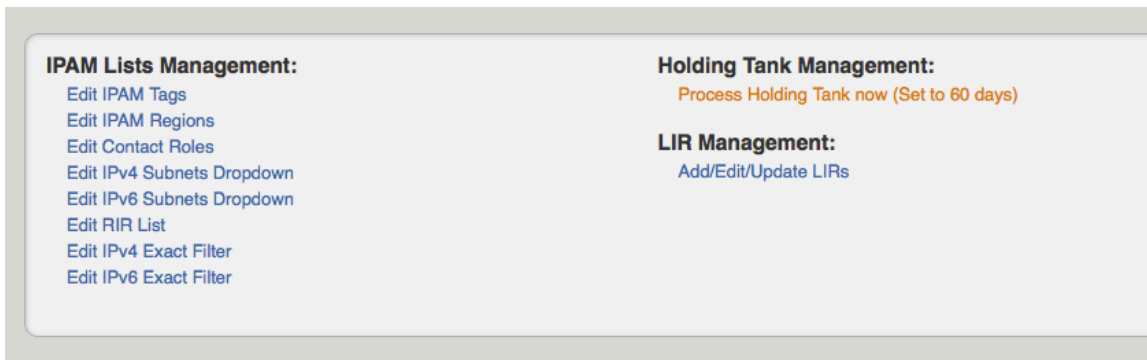 IPAM Lists Management:
Edit IPAM Tags
Edit IPAM Regions
Edit Contact Roles
Edit IPv4 Subnets Dropdown
Edit IPv6 Subnets Dropdown
Edit RIR List
Edit IPv4 Exact Filter
Edit IPv6 Exact Filter
Holding Tank Management:
Process Holding Tank now (Set to 60 days)
LIR Management:
Add/Edit/Update LIRs